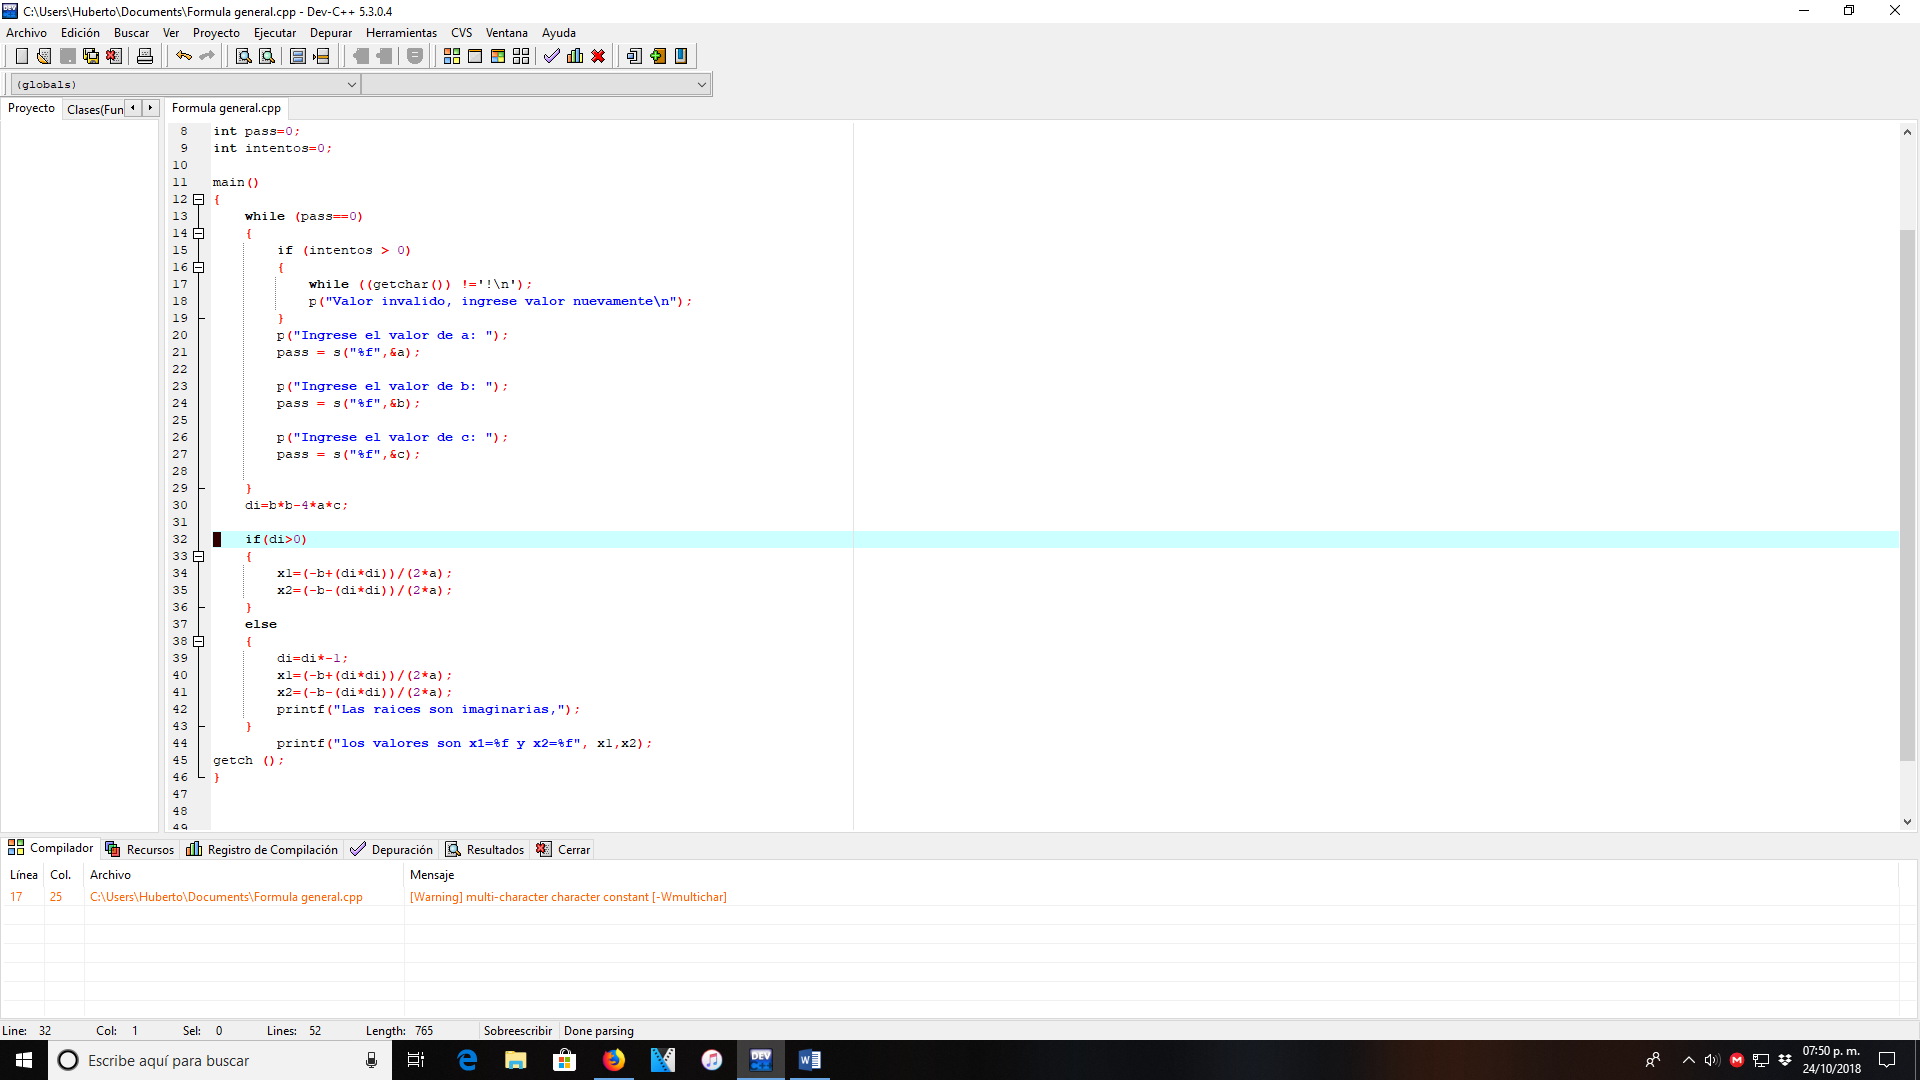 C:\Users\Huberto\Documents\Formula general.cpp - Dev-C++ 5.3.0.4
Archivo Edición Buscar Ver Proyecto Ejecutar Depurar Herramientas CVS Ventana Ayuda
(globals)
Proyecto Clases(Fun Formula general.cpp
8 int pass=0;
9 int intentos=0;
10
11 main()
12 {
13 while (pass==0)
14 {
15 if (intentos > 0)
16 {
17 while ((getchar()) !='!\n');
18 p("Valor invalido, ingrese valor nuevamente\n");
19 }
20 p("Ingrese el valor de a: ");
21 pass = s("%f",&a);
22
23 p("Ingrese el valor de b: ");
24 pass = s("%f",&b);
25
26 p("Ingrese el valor de c: ");
27 pass = s("%f",&c);
28
29 }
30 di=b*b-4*a*c;
31
32 if(di>0)
33 {
34 x1=(-b+(di*di))/(2*a);
35 x2=(-b-(di*di))/(2*a);
36 }
37 else
38 {
39 di=di*-1;
40 x1=(-b+(di*di))/(2*a);
41 x2=(-b-(di*di))/(2*a);
42 printf("Las raices son imaginarias,");
43 }
44 printf("los valores son x1=%f y x2=%f", x1,x2);
45 getch ();
46 }
47
48
49
Compilador Recursos Registro de Compilación Depuración Resultados Cerrar
Línea Col. Archivo Mensaje
17 25 C:\Users\Huberto\Documents\Formula general.cpp [Warning] multi-character character constant [-Wmultichar]
Line: 32 Col: 1 Sel: 0 Lines: 52 Length: 765 Sobreescribir Done parsing
Escribe aquí para buscar
07:50 p. m.
24/10/2018